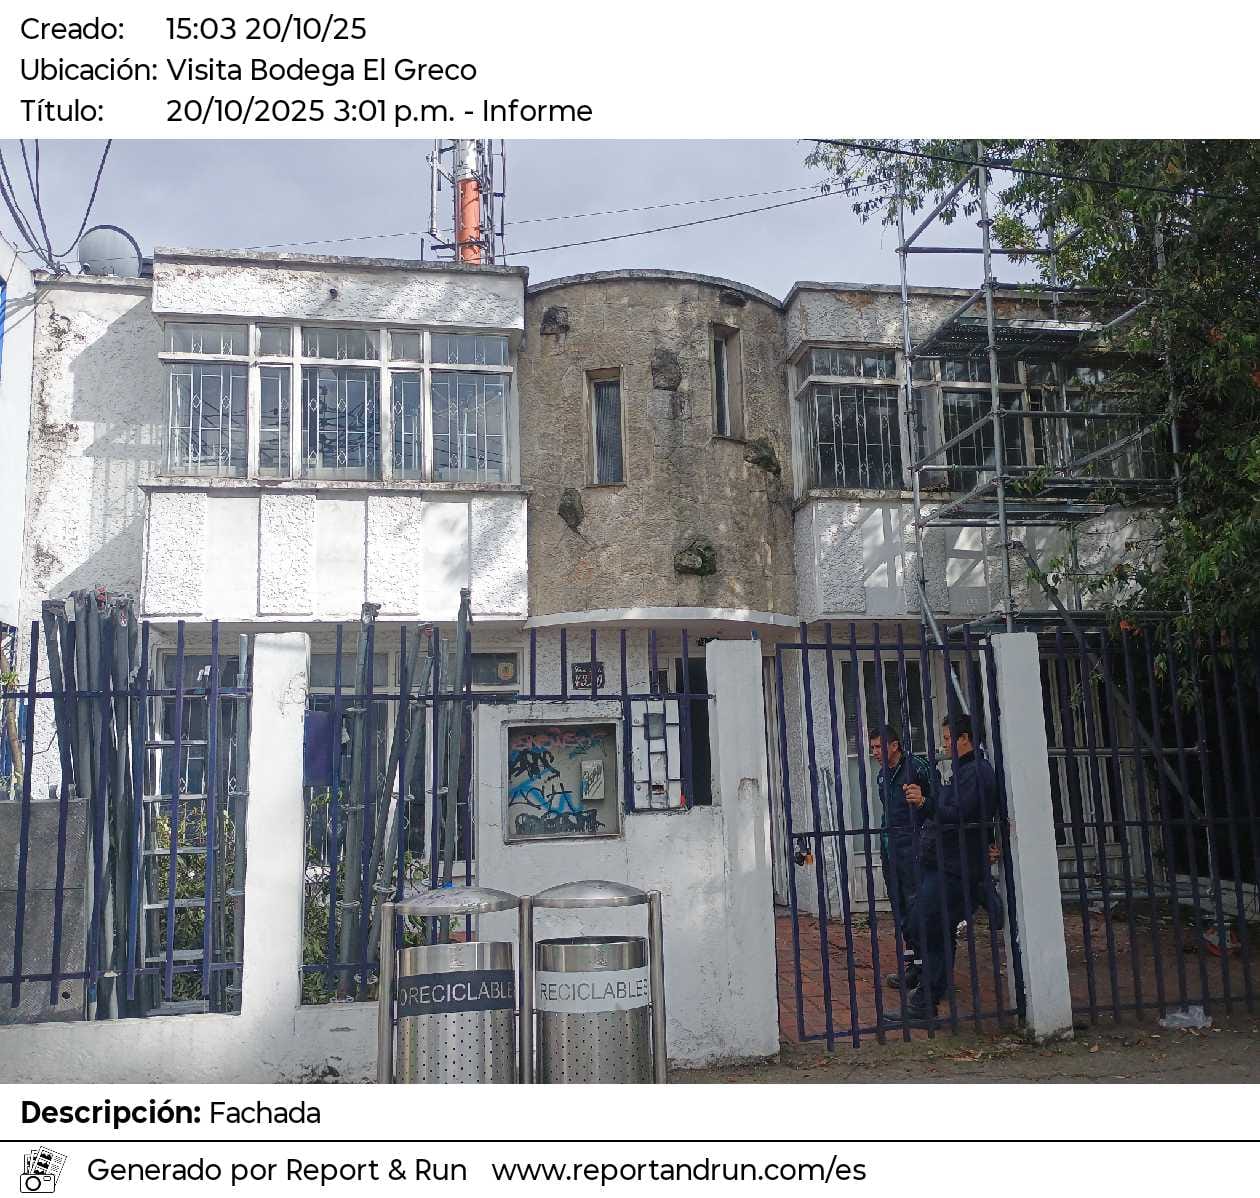 Creado: 15:03 20/10/25
Ubicación: Visita Bodega El Greco
Título: 20/10/2025 3:01 p.m. - Informe
ORECICLABLE
RECICLABLES
Descripción: Fachada
Generado por Report & Run www.reportandrun.com/es